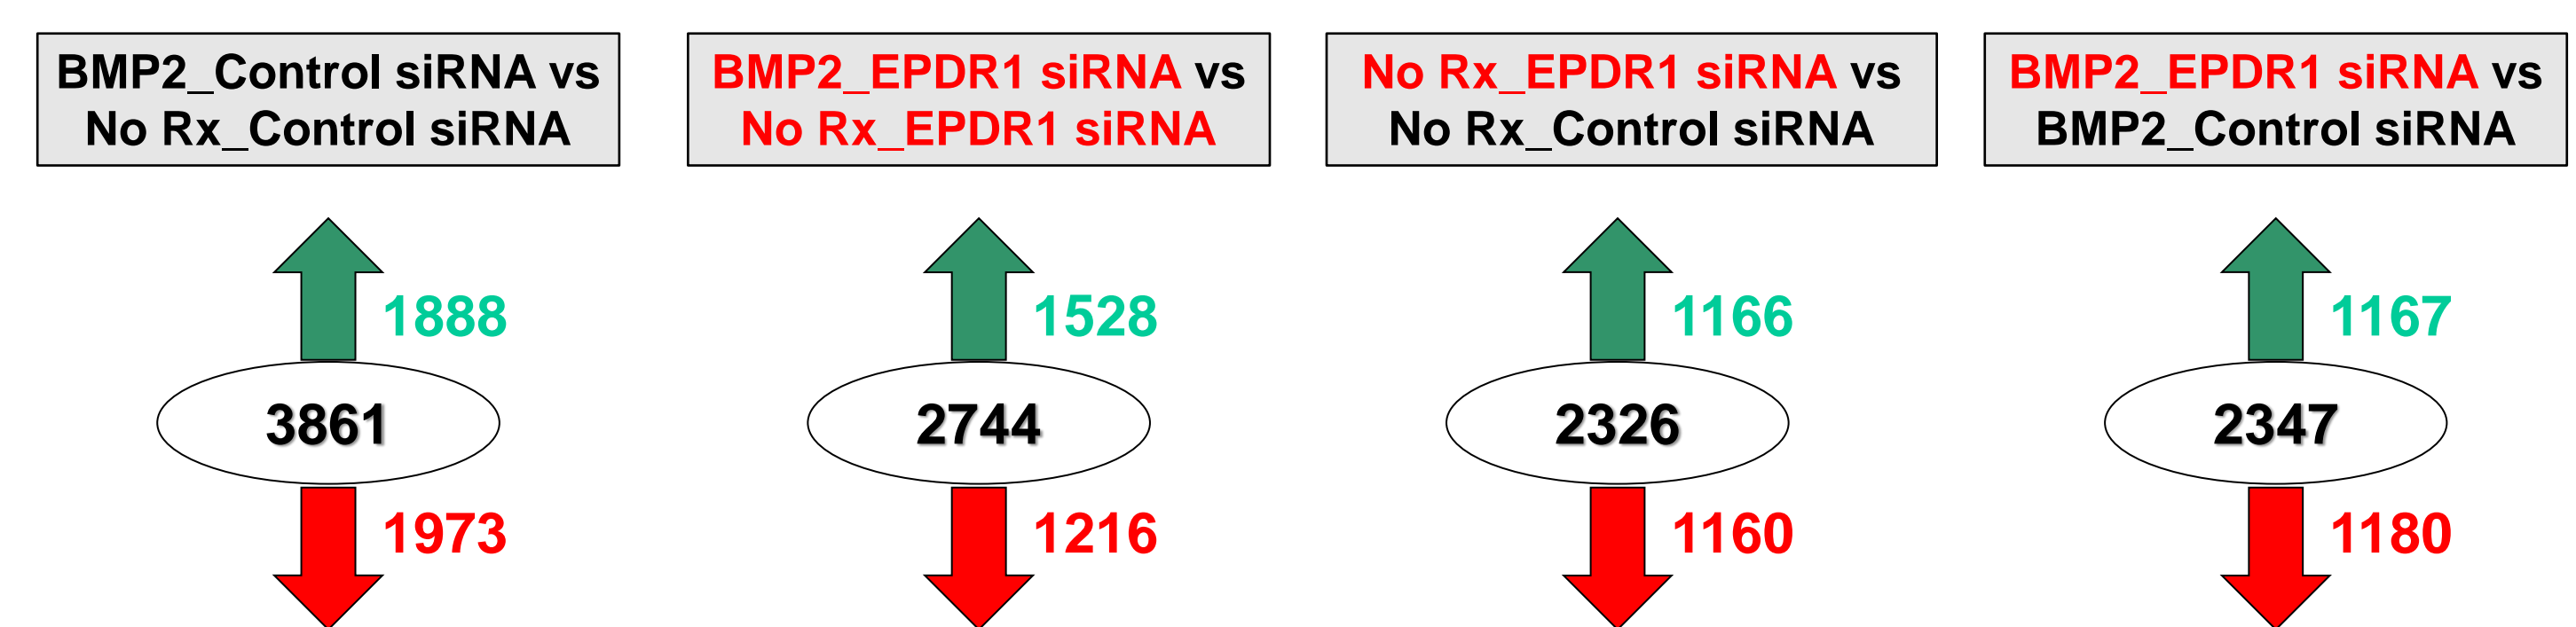 BMP2_Control siRNA vs
No Rx_Control siRNA
BMP2_EPDR1 siRNA vs
No Rx_EPDR1 siRNA
No Rx_EPDR1 siRNA vs
No Rx_Control siRNA
BMP2_EPDR1 siRNA vs
BMP2_Control siRNA
1888
3861
1973
1528
2744
1216
1166
2326
1160
1167
2347
1180